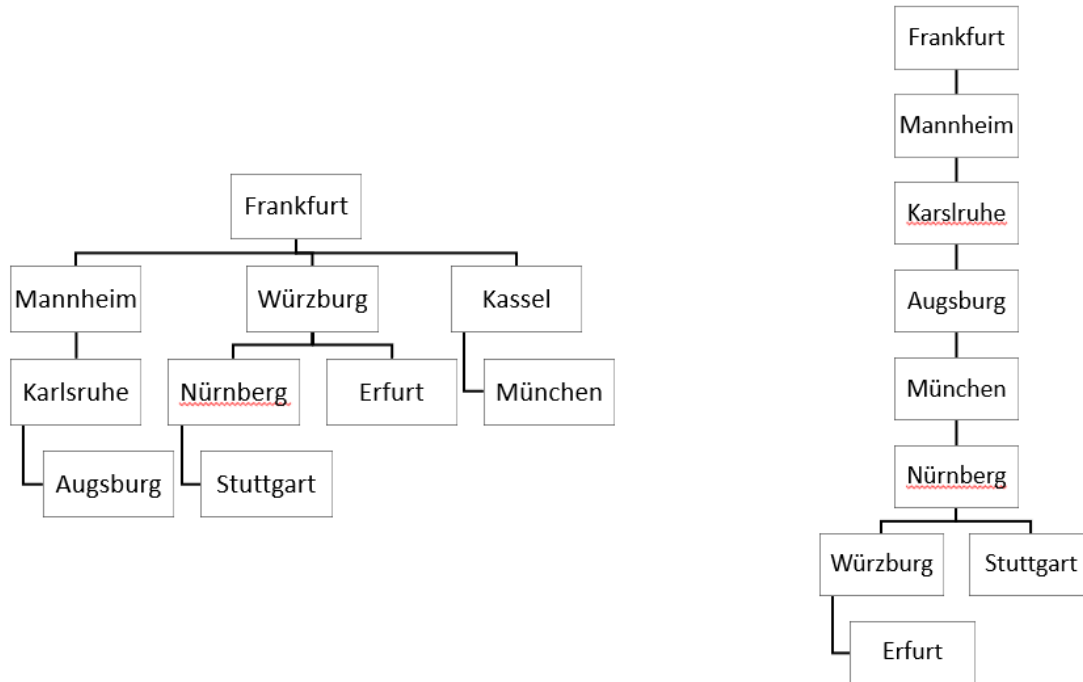 Frankfurt
Mannheim
Würzburg
Kassel
Karlsruhe
Nürnberg
Erfurt
München
Augsburg
Stuttgart
Frankfurt
Mannheim
Karslruhe
Augsburg
München
Nürnberg
Würzburg
Stuttgart
Erfurt